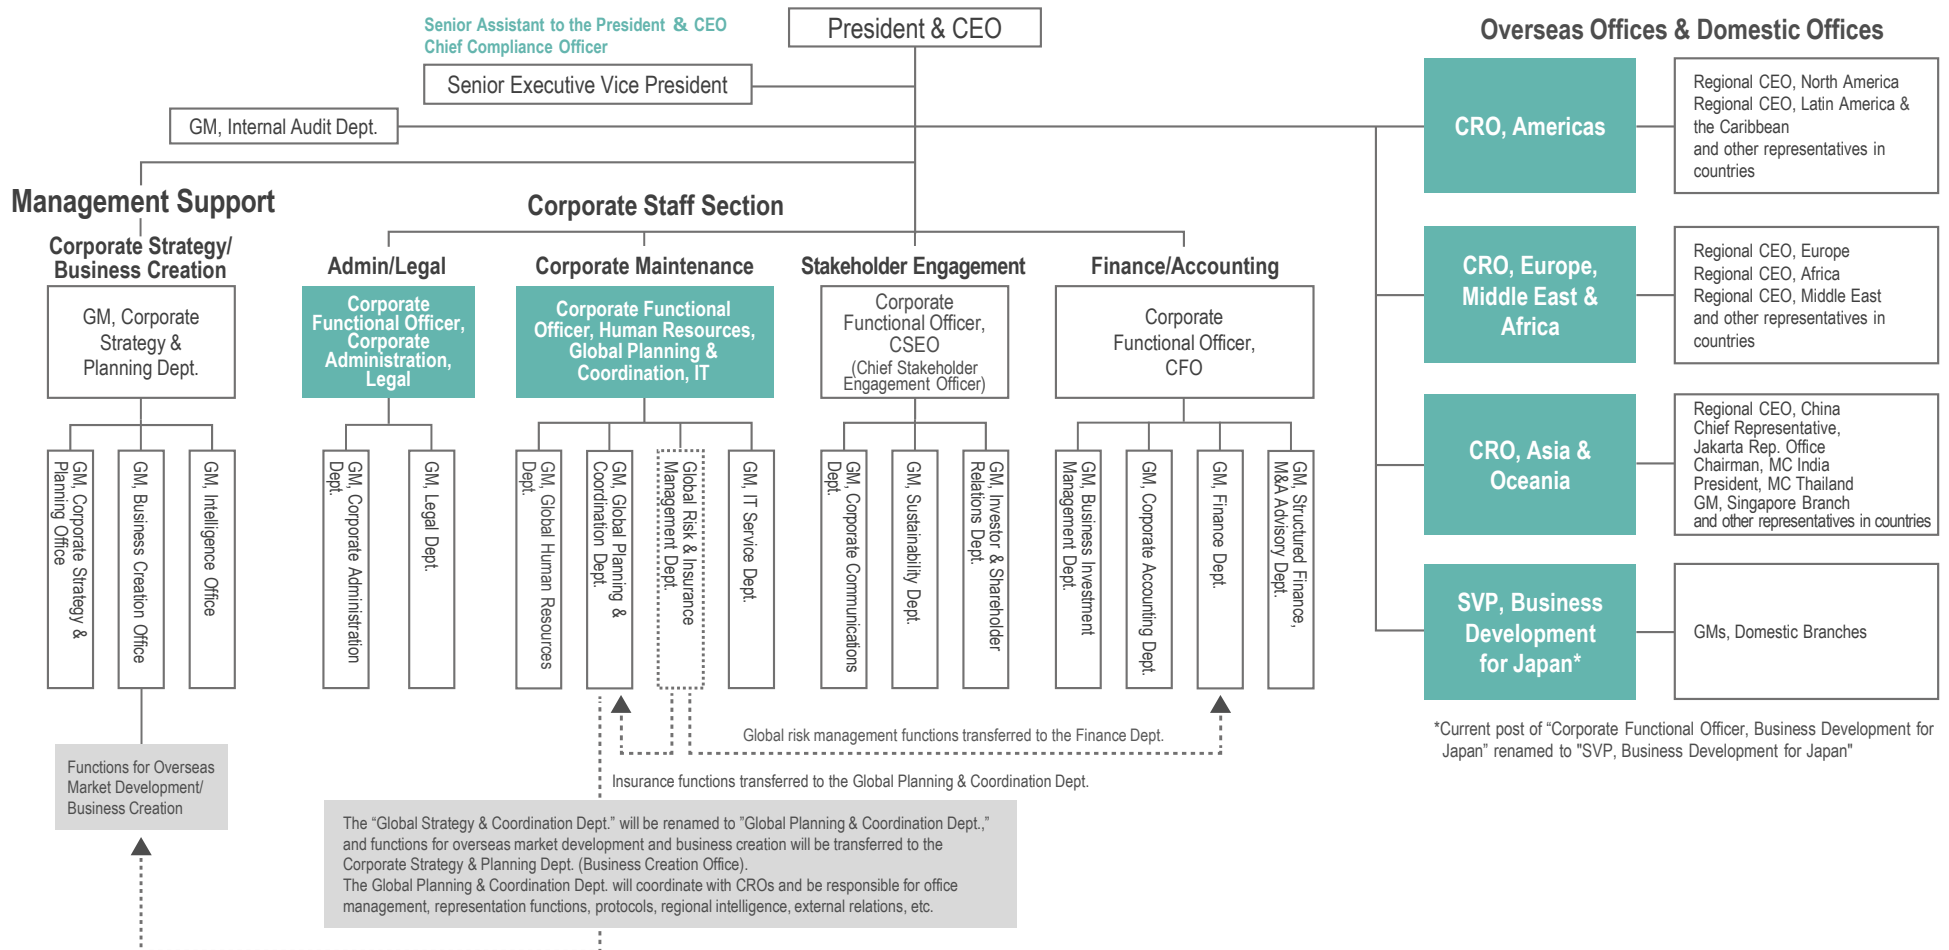 Senior Assistant to the President & CEO
Chief Compliance Officer
President & CEO
Senior Executive Vice President
GM, Internal Audit Dept.
Management Support
Corporate Strategy/
Business Creation
GM, Corporate
Strategy &
Planning Dept.
GM, Corporate Strategy &
Planning Office
GM, Business Creation Office
GM, Intelligence Office
Functions for Overseas
Market Development/
Business Creation
Corporate Staff Section
Admin/Legal
Corporate
Functional Officer,
Corporate
Administration,
Legal
GM, Corporate Administration
Dept.
GM, Legal Dept.
Corporate Maintenance
Corporate Functional
Officer, Human Resources,
Global Planning &
Coordination, IT
GM, Global Human Resources
Dept.
GM, Global Planning &
Coordination Dept.
Global Risk & Insurance
Management Dept.
GM, IT Service Dept.
Stakeholder Engagement
Corporate
Functional Officer,
CSEO
(Chief Stakeholder
Engagement Officer)
GM, Corporate Communications
Dept.
GM, Sustainability Dept.
GM, Investor & Shareholder
Relations Dept.
Finance/Accounting
Corporate
Functional Officer,
CFO
GM, Business Investment
Management Dept.
GM, Corporate Accounting Dept.
GM, Finance Dept.
GM, Structured Finance,
M&A Advisory Dept.
Global risk management functions transferred to the Finance Dept.
Insurance functions transferred to the Global Planning & Coordination Dept.
The “Global Strategy & Coordination Dept.” will be renamed to ”Global Planning & Coordination Dept.,”
and functions for overseas market development and business creation will be transferred to the
Corporate Strategy & Planning Dept. (Business Creation Office).
The Global Planning & Coordination Dept. will coordinate with CROs and be responsible for office
management, representation functions, protocols, regional intelligence, external relations, etc.
Overseas Offices & Domestic Offices
CRO, Americas
Regional CEO, North America
Regional CEO, Latin America &
the Caribbean
and other representatives in
countries
CRO, Europe,
Middle East &
Africa
Regional CEO, Europe
Regional CEO, Africa
Regional CEO, Middle East
and other representatives in
countries
CRO, Asia &
Oceania
Regional CEO, China
Chief Representative,
Jakarta Rep. Office
Chairman, MC India
President, MC Thailand
GM, Singapore Branch
and other representatives in countries
SVP, Business
Development
for Japan*
GMs, Domestic Branches
*Current post of “Corporate Functional Officer, Business Development for
Japan” renamed to "SVP, Business Development for Japan"